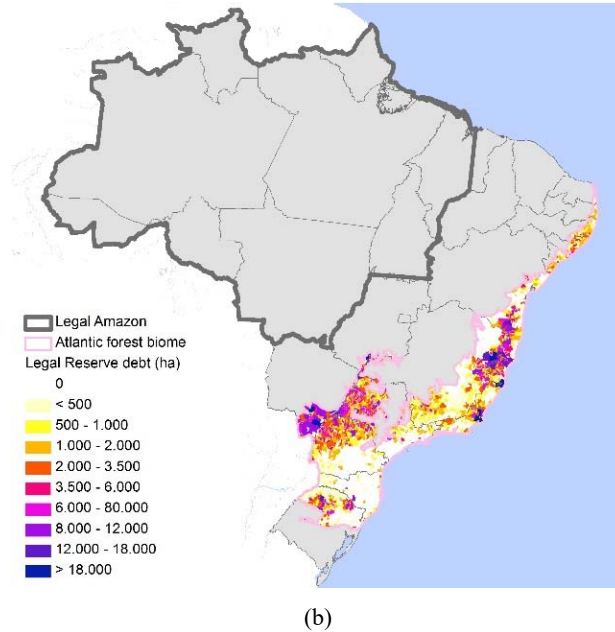 Legal Amazon
Atlantic forest biome
Legal Reserve debt (ha)
0
< 500
500 - 1.000
1.000 - 2.000
2.000 - 3.500
3.500 - 6.000
6.000 - 80.000
8.000 - 12.000
12.000 - 18.000
> 18.000
(b)